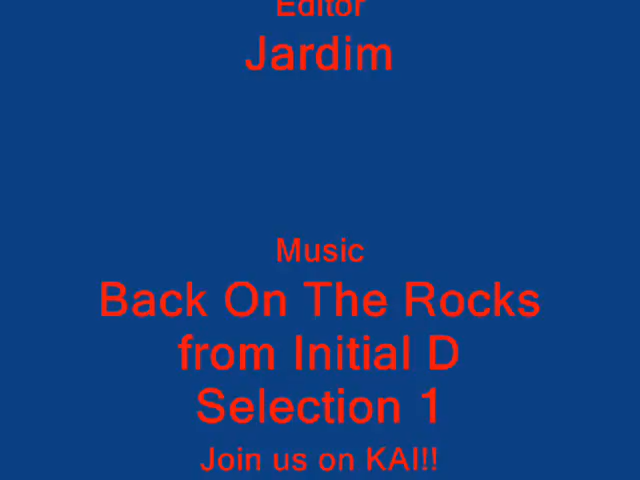 Editor
Jardim
Music
Back On The Rocks
from Initial D
Selection 1
Join us on KAI!!